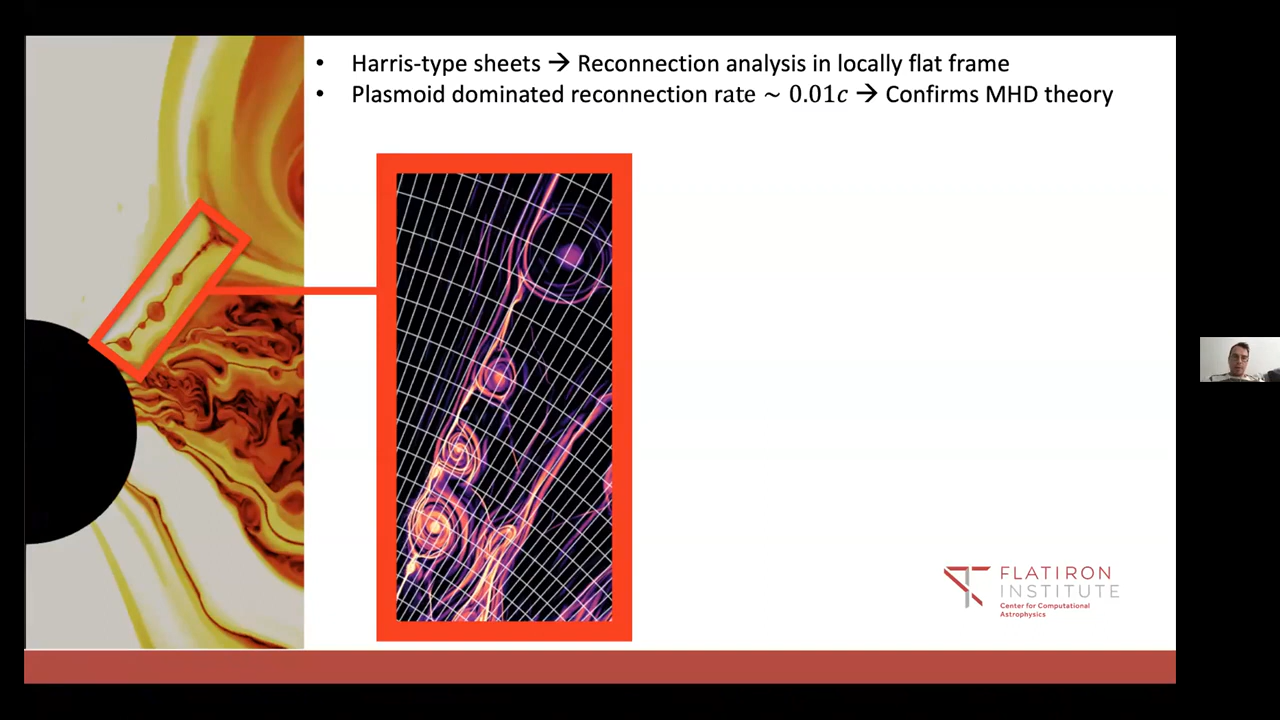 • Harris-type sheets → Reconnection analysis in locally flat frame
• Plasmoid dominated reconnection rate ~ 0.01c → Confirms MHD theory
FLATIRON
INSTITUTE
Center for Computational
Astrophysics